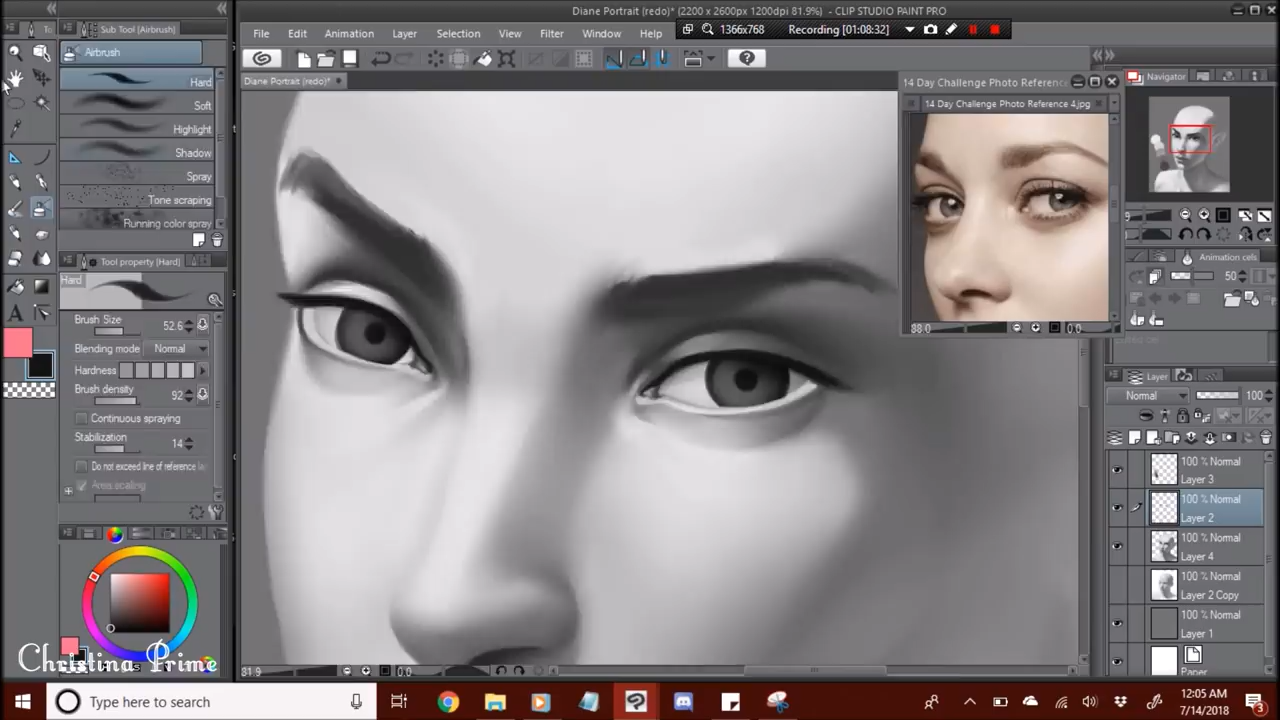 Diane Portrait (redo)* (2200 x 2600px 1200dpi 81.9%) - CLIP STUDIO PAINT PRO
Sub Tool [Airbrush]
File Edit Animation Layer Selection View Filter Window Help
1366x768 Recording [01:08:32]
Airbrush
Diane Portrait (redo)*
14 Day Challenge Photo Reference
Navigator
Hard
14 Day Challenge Photo Reference 4.jpg
Soft
Highlight
Shadow
Spray
Tone scraping
Running color spray
Tool property [Hard]
Animation cels
Hard
50
Brush Size 52.6
88.0 0.0
Blending mode Normal
Hardness
Layer
Brush density 92
Normal 100
Continuous spraying
Stabilization 14
Do not exceed line of reference la
100 % Normal
Layer 3
Area scaling
100 % Normal
Layer 2
100 % Normal
Layer 4
100 % Normal
Layer 2 Copy
100 % Normal
Layer 1
Paper
Christina Prime
81.9 0.0
Type here to search
12:05 AM
7/14/2018
3